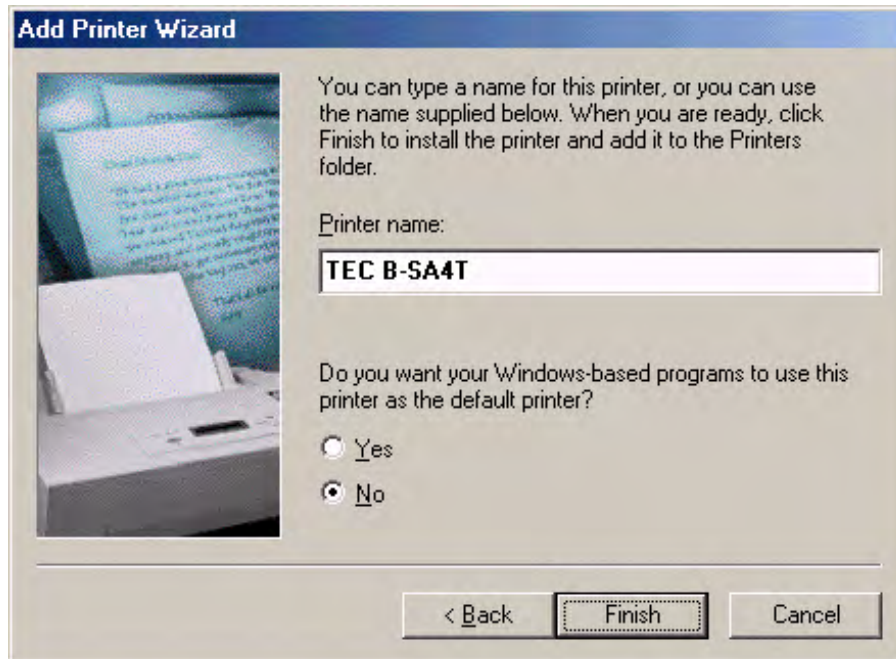 Add Printer Wizard
You can type a name for this printer, or you can use
the name supplied below. When you are ready, click
Finish to install the printer and add it to the Printers
folder.
Printer name:
TEC B-SA4T
Do you want your Windows-based programs to use this
printer as the default printer?
Yes
No
< Back
Finish
Cancel